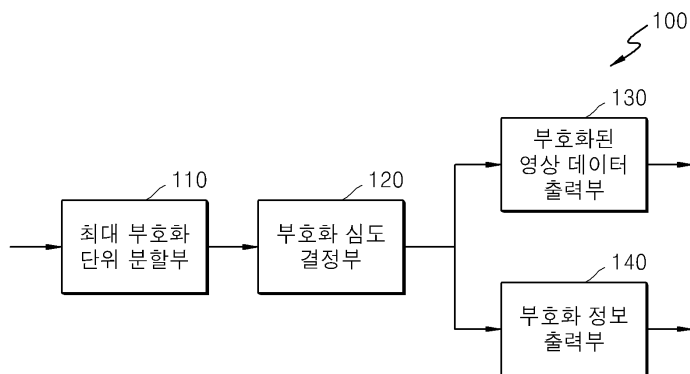 100
130
부호화된
영상 데이터
출력부
110
최대 부호화
단위 분할부
120
부호화 심도
결정부
140
부호화 정보
출력부